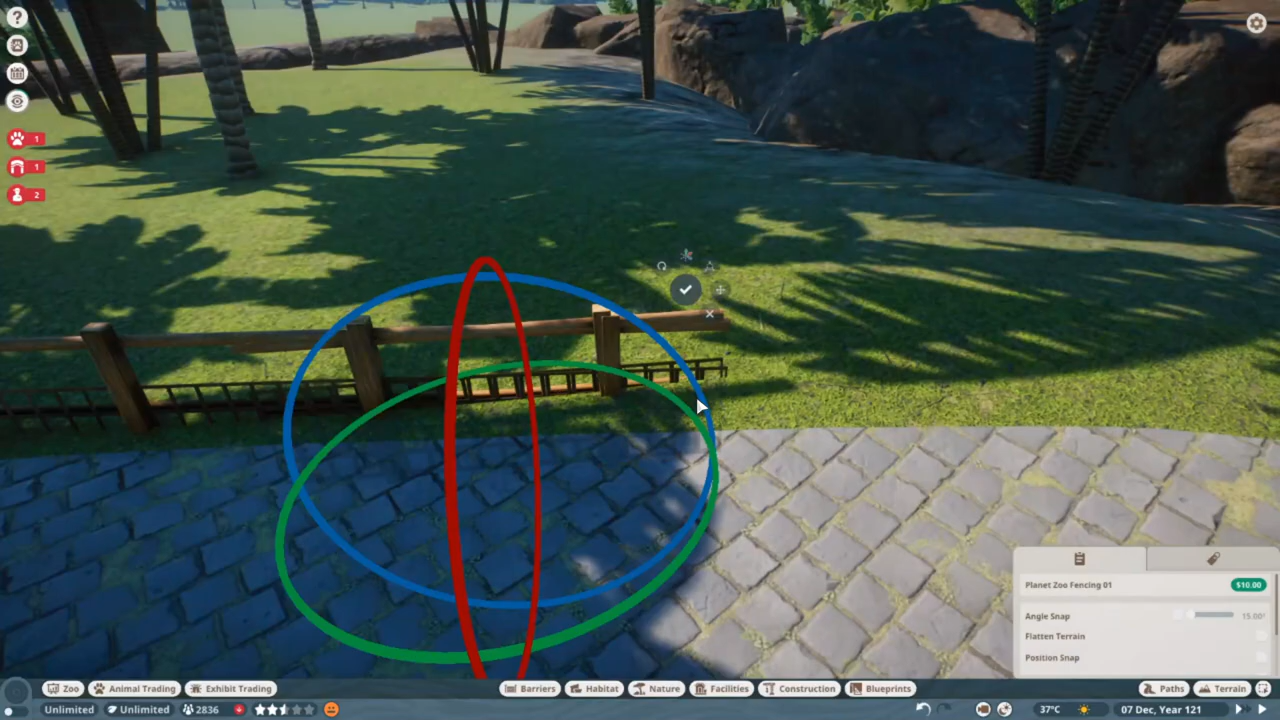 ?
1
1
2
Planet Zoo Fencing 01
$10.00
Angle Snap
15.00°
Flatten Terrain
Position Snap
Zoo
Animal Trading
Exhibit Trading
Barriers
Habitat
Nature
Facilities
Construction
Blueprints
Paths
Terrain
Unlimited
Unlimited
2836
37°C
07 Dec, Year 121